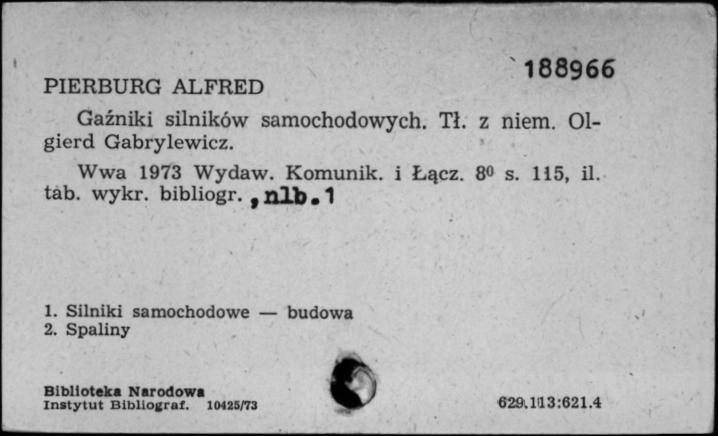 188966
PIERBURG ALFRED
Gaźniki silników samochodowych. Tł. z niem. Ol-
gierd Gabrylewicz.
Wwa 1973 Wydaw. Komunik. i Łącz. 8⁰ s. 115, il.
tab. wykr. bibliogr. , nlb. 1
1. Silniki samochodowe — budowa
2. Spaliny
Biblioteka Narodowa
Instytut Bibliograf. 10425/73
629.113:621.4